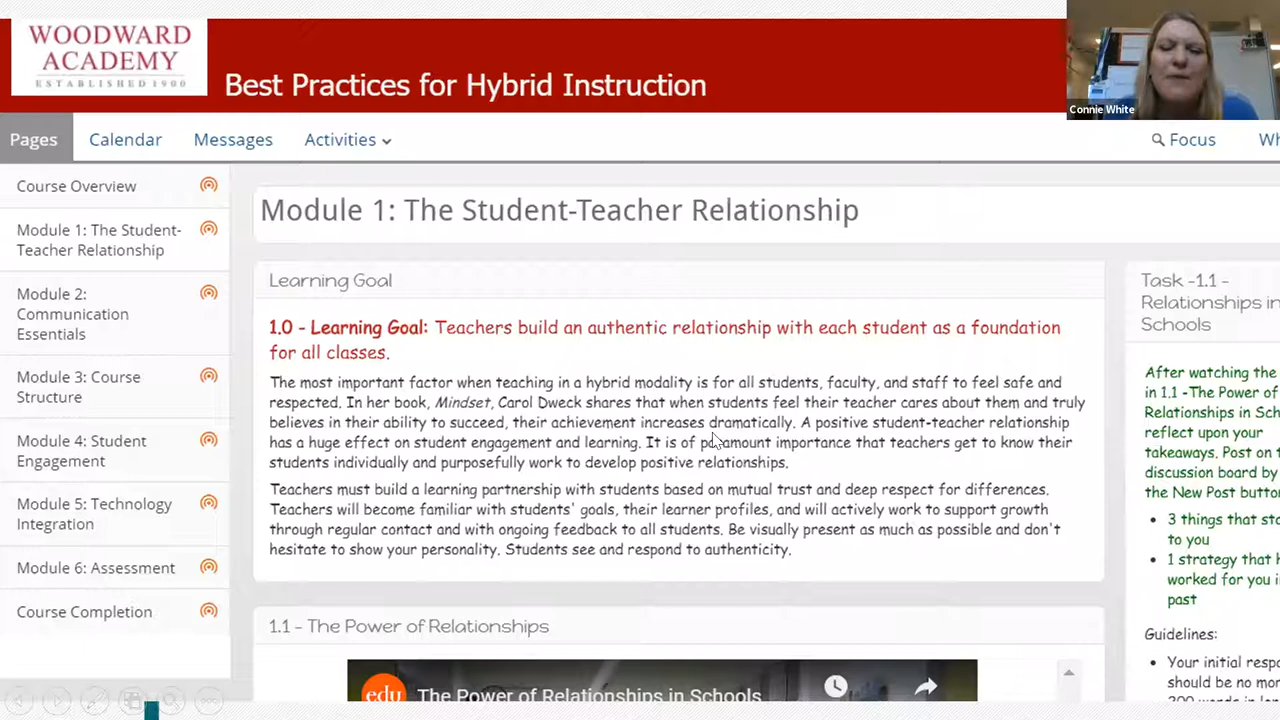 WOODWARD
ACADEMY
ESTABLISHED 1900
Best Practices for Hybrid Instruction
Connie White
Pages
Calendar
Messages
Activities
Focus
Course Overview
Module 1: The Student-
Teacher Relationship
Module 2:
Communication
Essentials
Module 3: Course
Structure
Module 4: Student
Engagement
Module 5: Technology
Integration
Module 6: Assessment
Course Completion
Module 1: The Student-Teacher Relationship
Learning Goal
1.0 - Learning Goal: Teachers build an authentic relationship with each student as a foundation
for all classes.
The most important factor when teaching in a hybrid modality is for all students, faculty, and staff to feel safe and
respected. In her book, Mindset, Carol Dweck shares that when students feel their teacher cares about them and truly
believes in their ability to succeed, their achievement increases dramatically. A positive student-teacher relationship
has a huge effect on student engagement and learning. It is of paramount importance that teachers get to know their
students individually and purposefully work to develop positive relationships.
Teachers must build a learning partnership with students based on mutual trust and deep respect for differences.
Teachers will become familiar with students' goals, their learner profiles, and will actively work to support growth
through regular contact and with ongoing feedback to all students. Be visually present as much as possible and don't
hesitate to show your personality. Students see and respond to authenticity.
1.1 - The Power of Relationships
edu
The Power of Relationships in Schools
Task -1.1 -
Relationships in
Schools
After watching the
in 1.1 -The Power of
Relationships in Sch
reflect upon your
takeaways. Post on t
discussion board by
the New Post butto
3 things that sto
to you
1 strategy that h
worked for you i
past
Guidelines:
Your initial respo
should be no mor